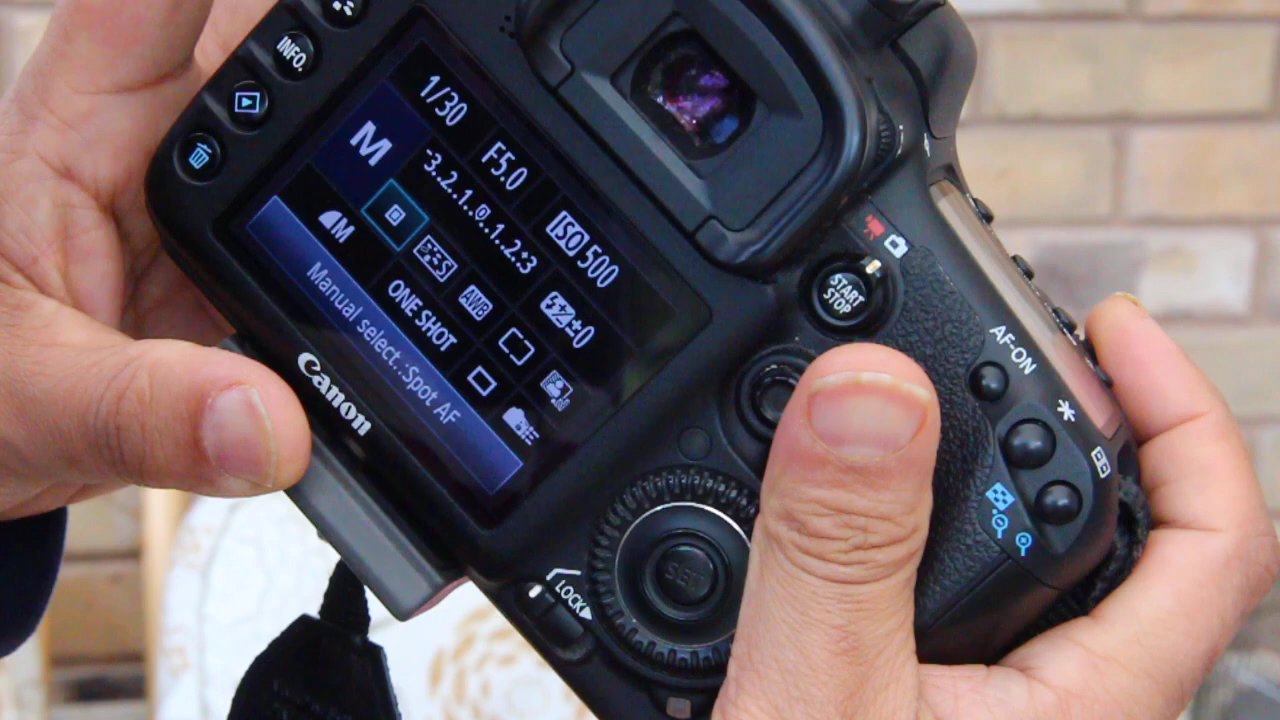 INFO.
1/30
F5.0
ISO 500
M
-3..2..1..0..1..2.:3
±0
M
AWB
ONE SHOT
Manual select.:Spot AF
Canon
START
STOP
AF-ON
SET
LOCK